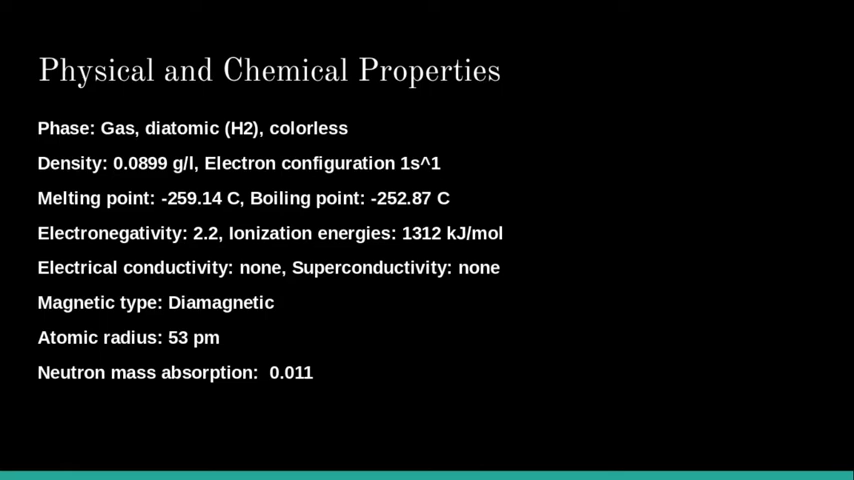 Physical and Chemical Properties
Phase: Gas, diatomic (H2), colorless
Density: 0.0899 g/l, Electron configuration 1s^1
Melting point: -259.14 C, Boiling point: -252.87 C
Electronegativity: 2.2, Ionization energies: 1312 kJ/mol
Electrical conductivity: none, Superconductivity: none
Magnetic type: Diamagnetic
Atomic radius: 53 pm
Neutron mass absorption:  0.011